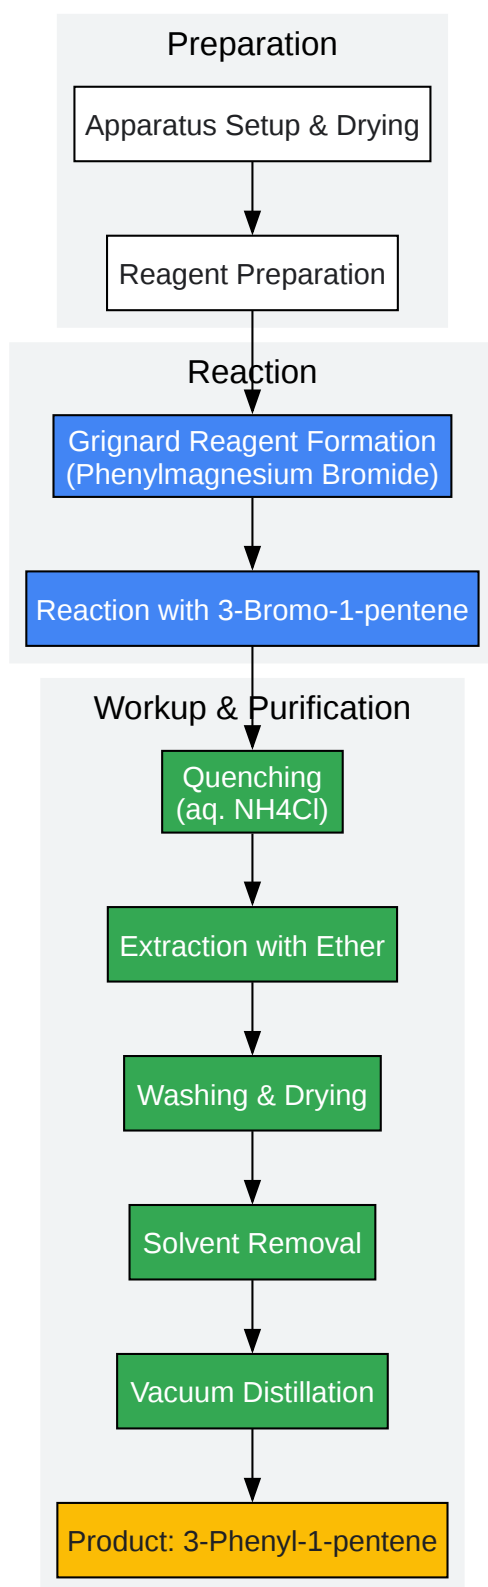 Preparation
Apparatus Setup & Drying
Reagent Preparation
Reaction
Grignard Reagent Formation
(Phenylmagnesium Bromide)
Reaction with 3-Bromo-1-pentene
Workup & Purification
Quenching
(aq. NH4Cl)
Extraction with Ether
Washing & Drying
Solvent Removal
Vacuum Distillation
Product: 3-Phenyl-1-pentene